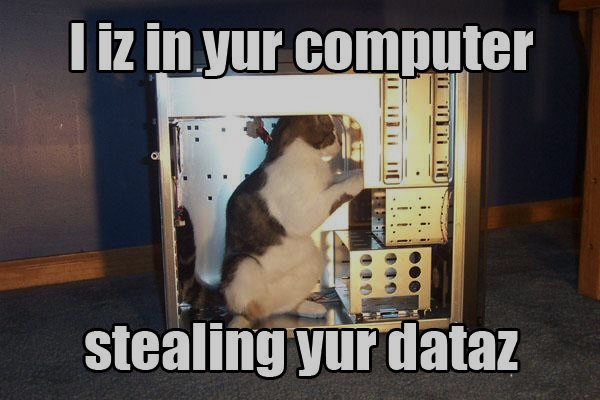 I iz in yur computer
stealing yur dataz